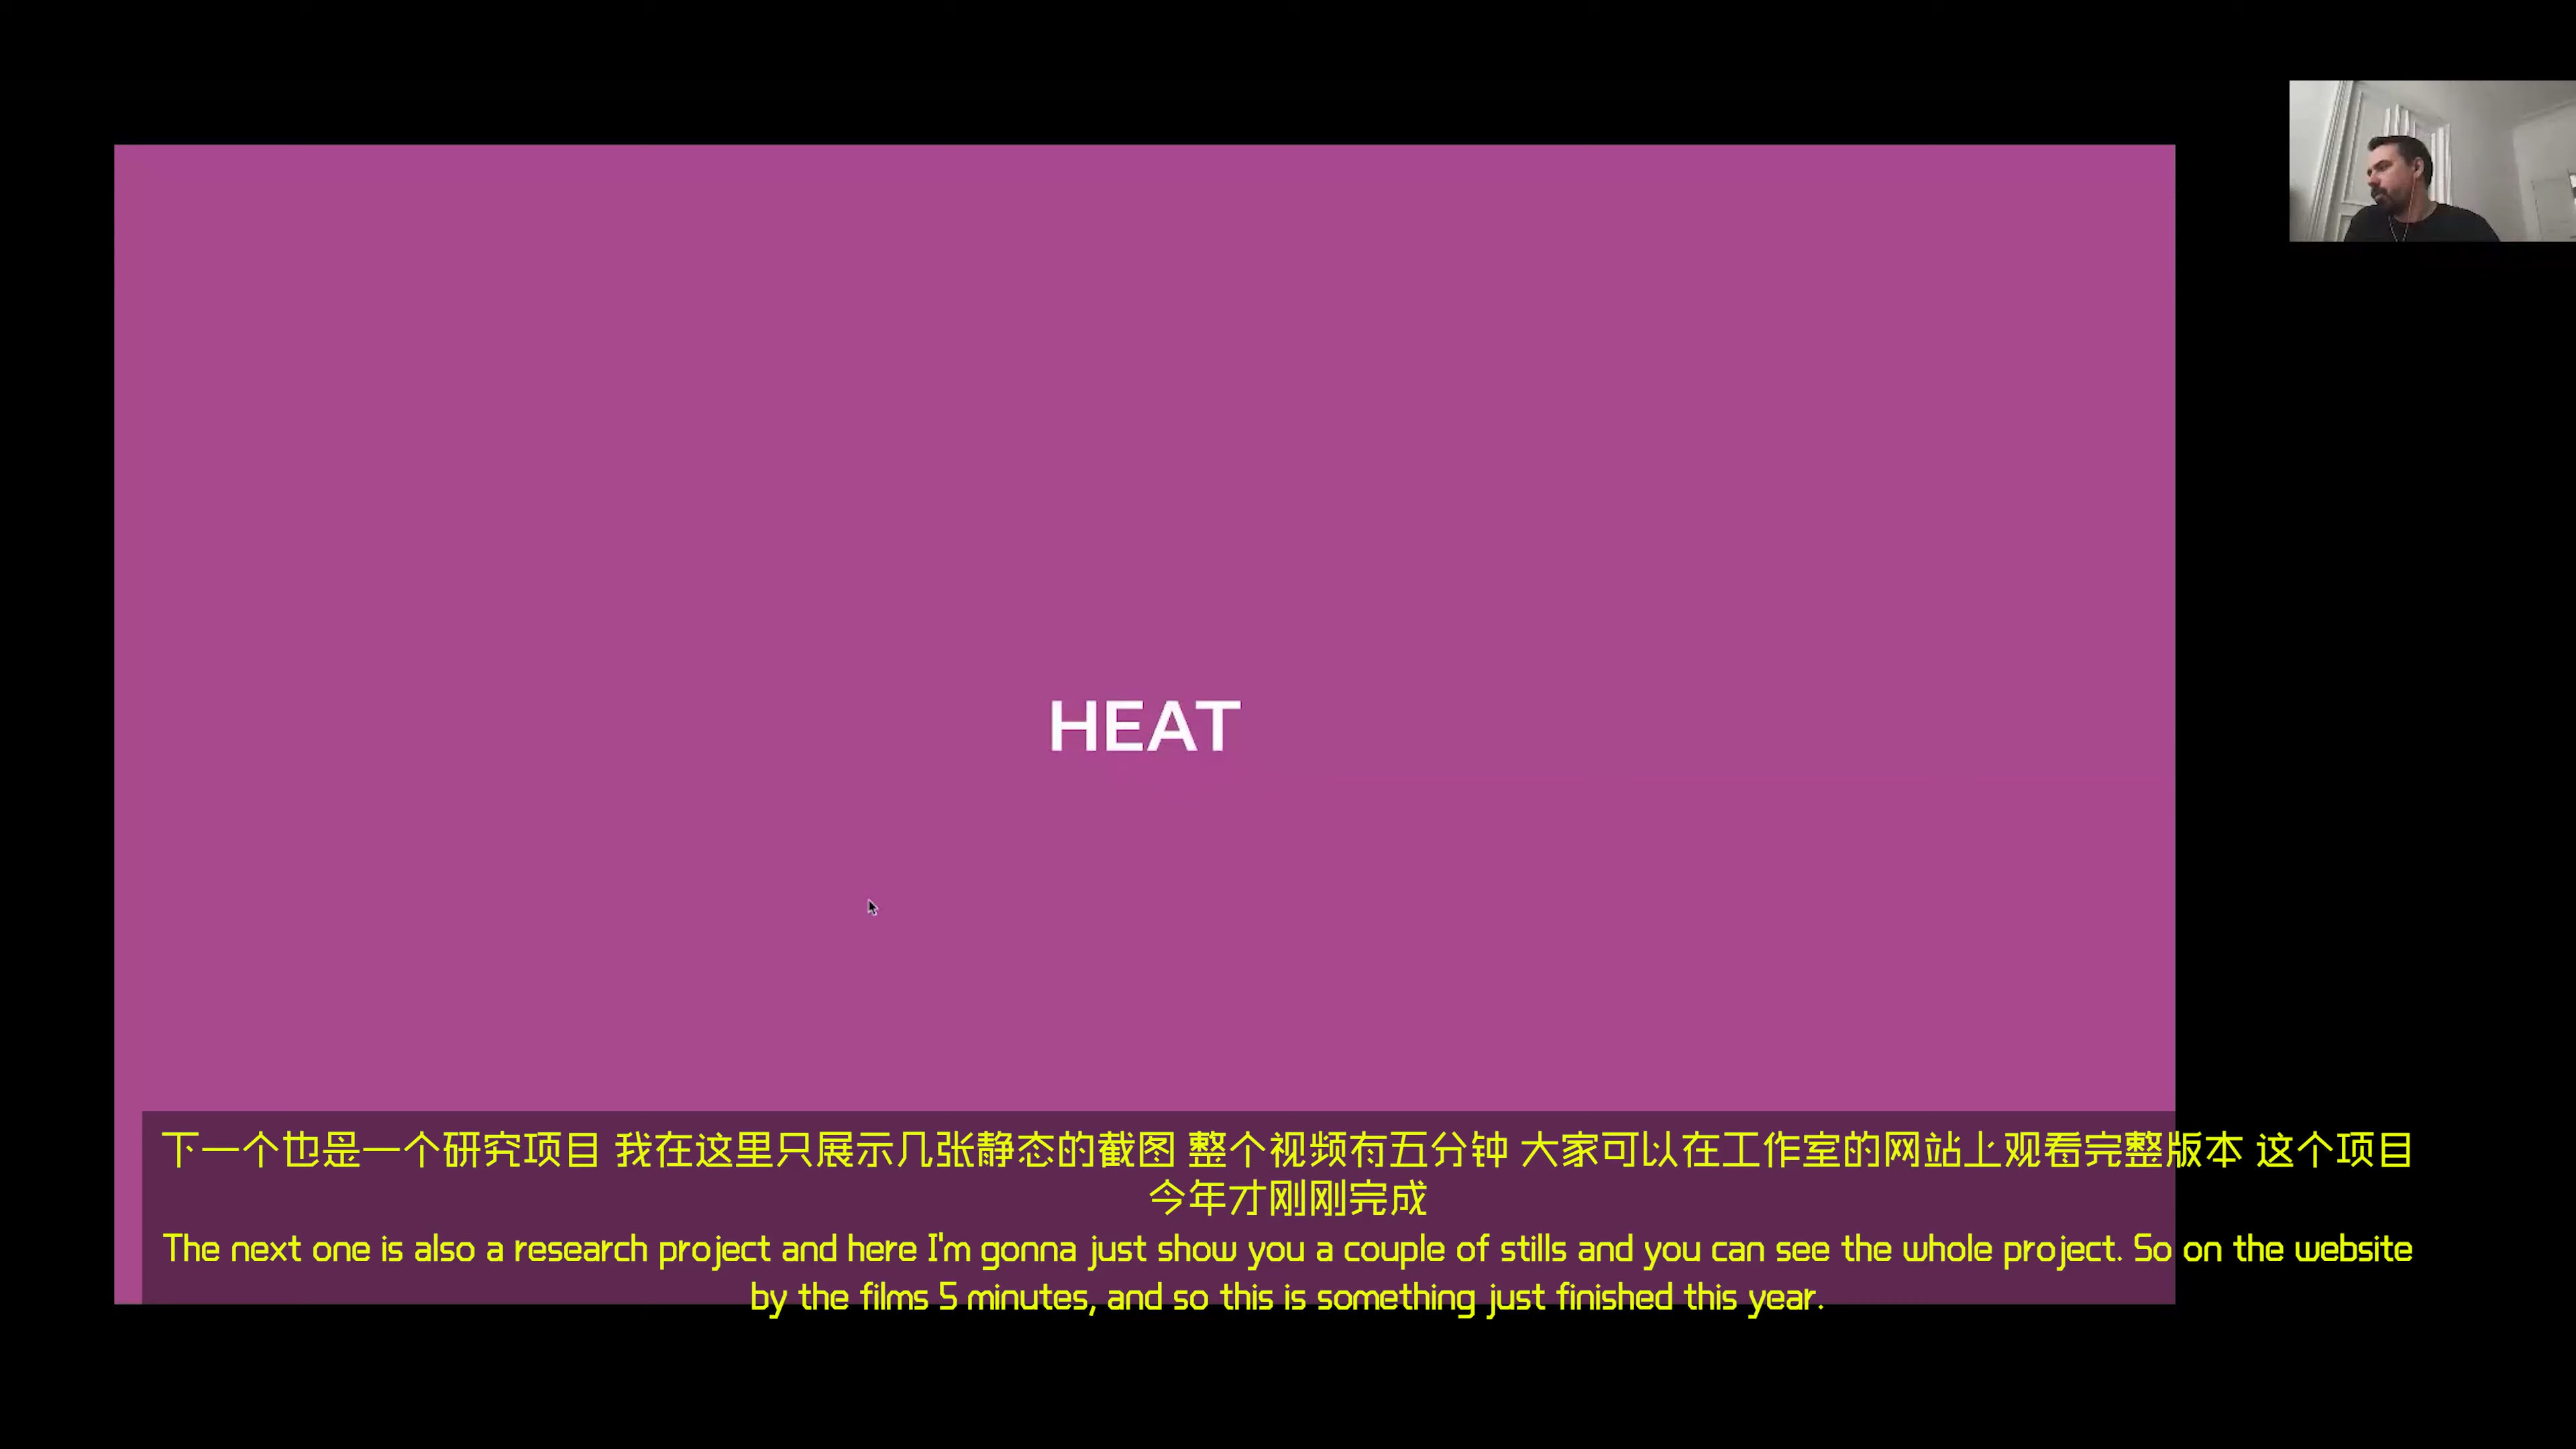 HEAT
下一个也是一个研究项目 我在这里只展示几张静态的截图 整个视频有五分钟 大家可以在工作室的网站上观看完整版本 这个项目
今年才刚刚完成
The next one is also a research project and here I'm gonna just show you a couple of stills and you can see the whole project. So on the website
by the films 5 minutes, and so this is something just finished this year.